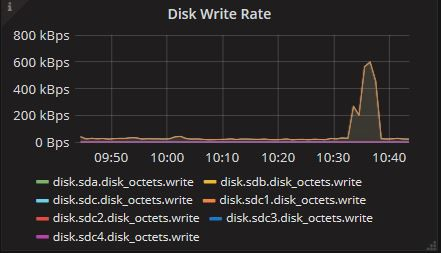 i
Disk Write Rate
800 kBps
600 kBps
400 kBps
200 kBps
0 Bps
09:50 10:00 10:10 10:20 10:30 10:40
disk.sda.disk_octets.write disk.sdb.disk_octets.write
disk.sdc.disk_octets.write disk.sdc1.disk_octets.write
disk.sdc2.disk_octets.write disk.sdc3.disk_octets.write
disk.sdc4.disk_octets.write